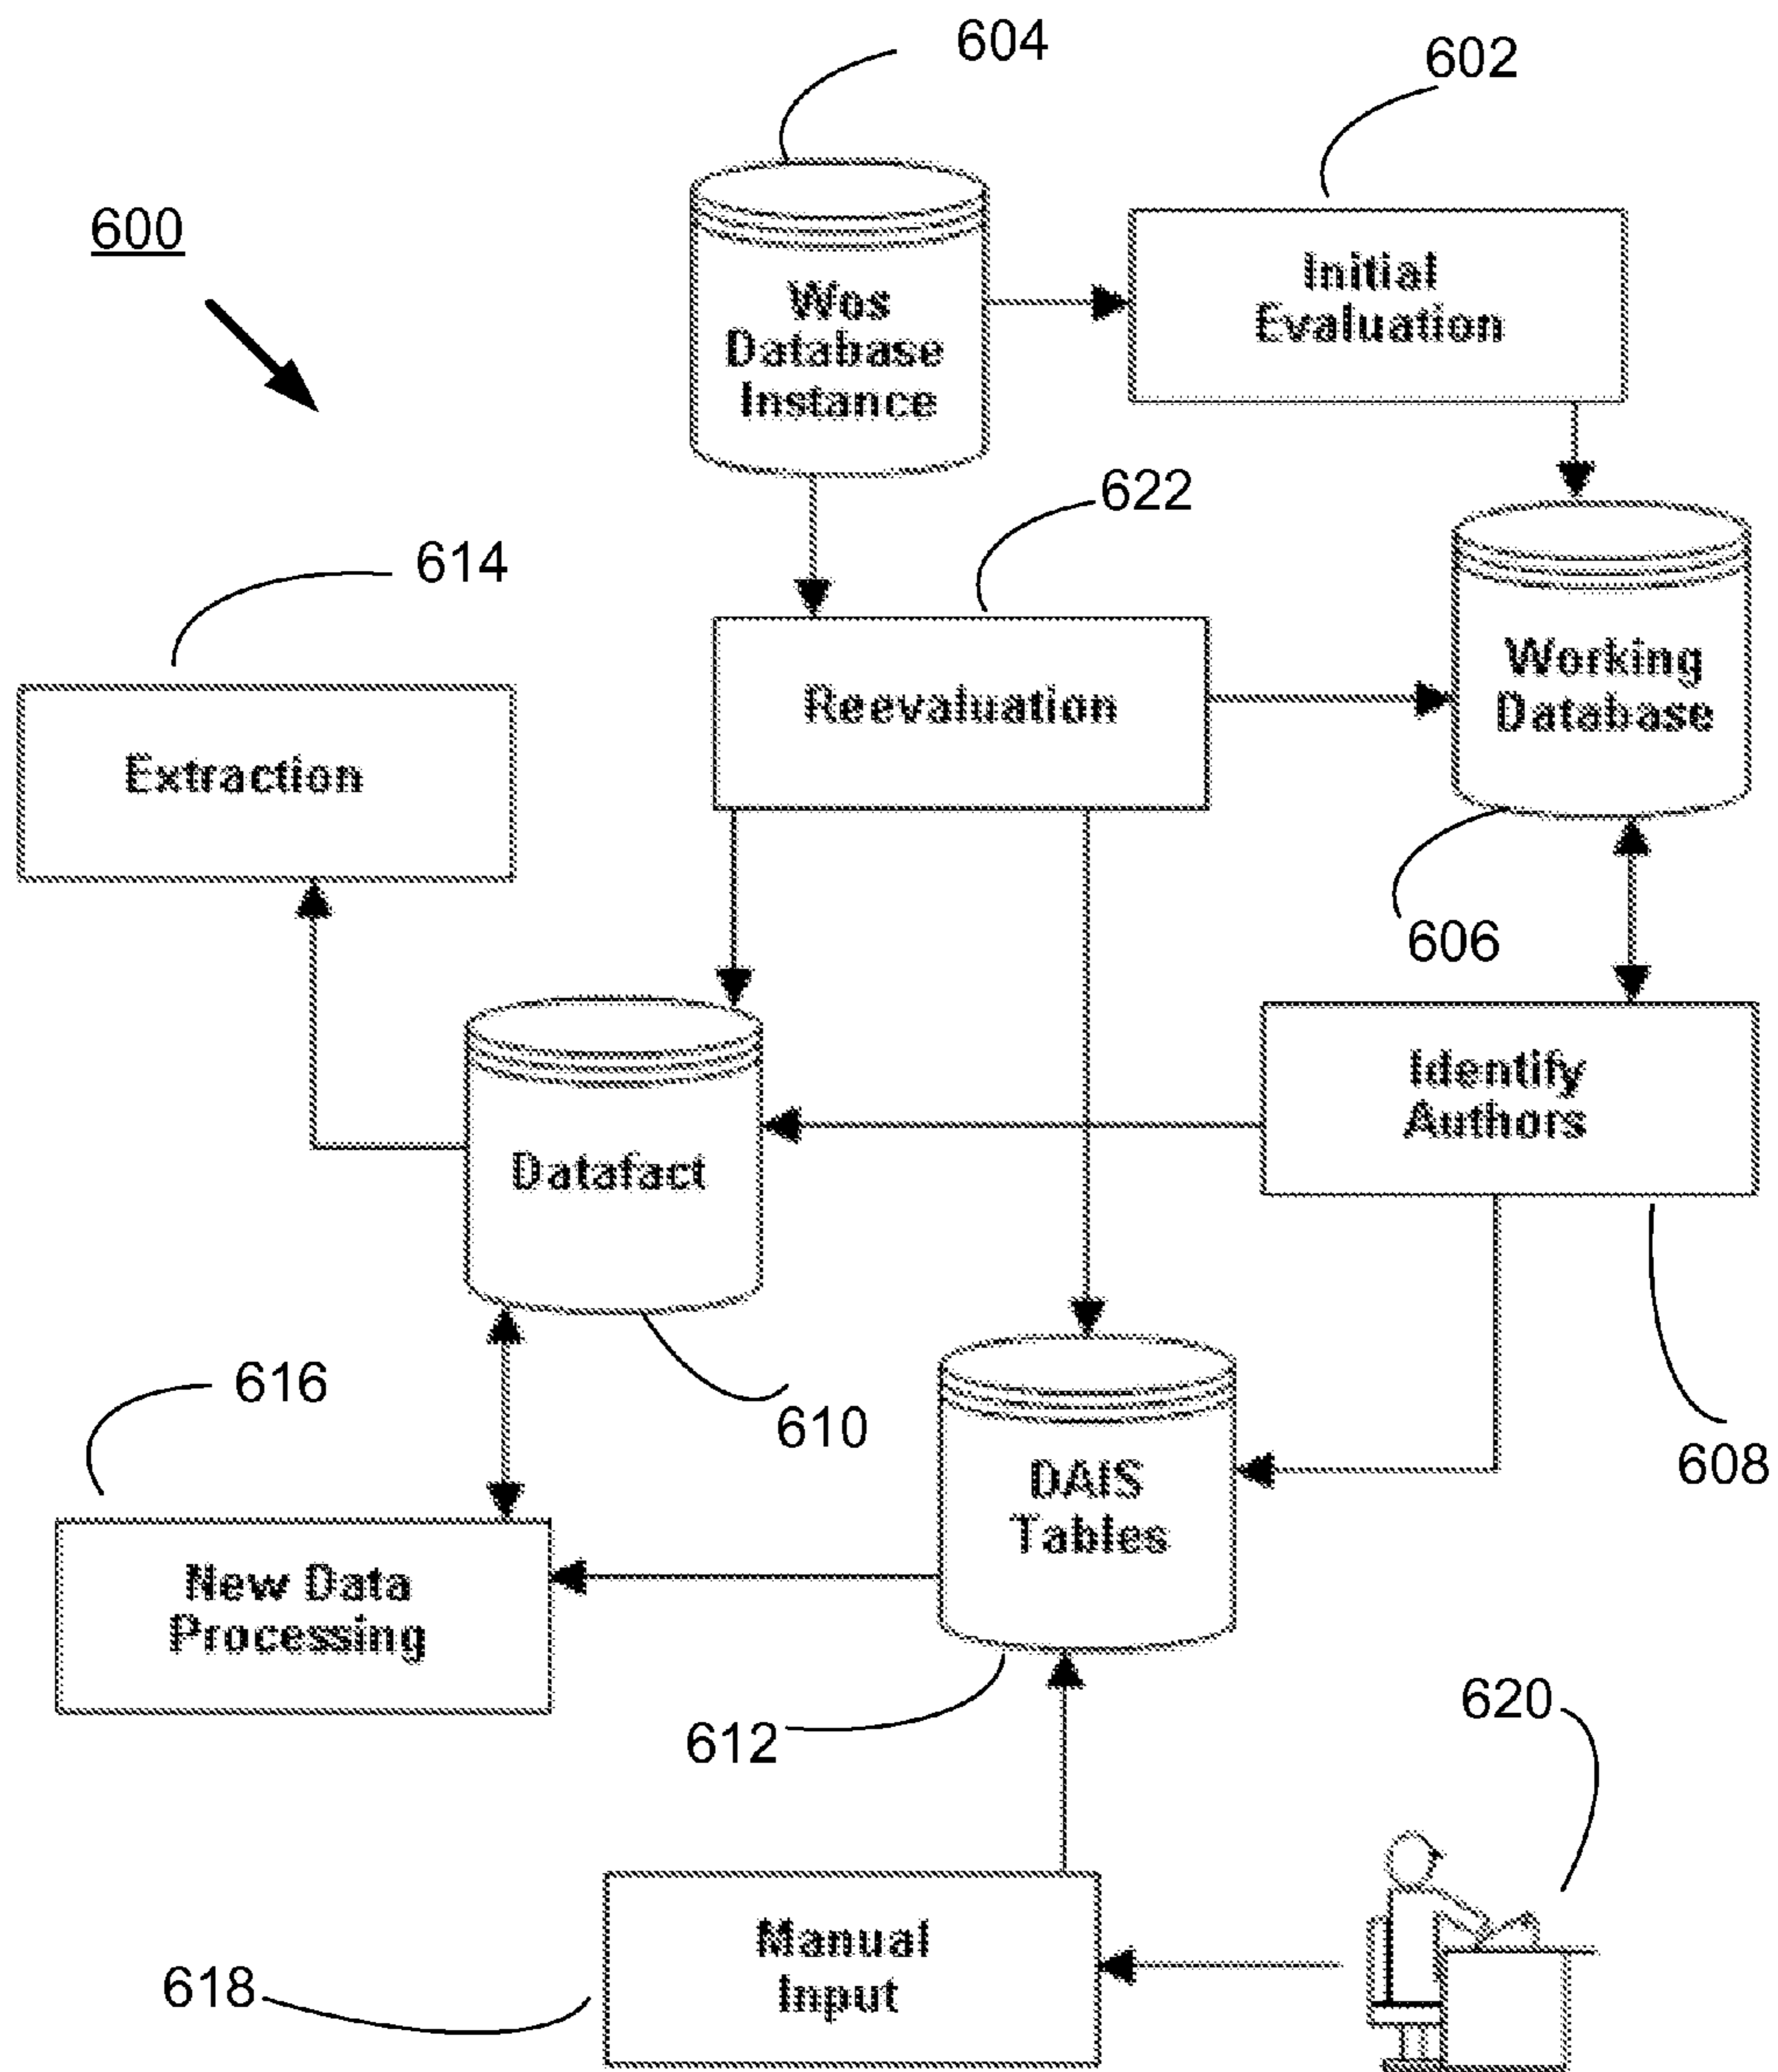 604
602
600
Wos
Database
Instance
Initial
Evaluation
622
614
Reevaluation
Working
Database
Extraction
606
Identify
Authors
Datafact
616
610
608
DAIS
Tables
New Data
Processing
612
620
Manual
Input
618